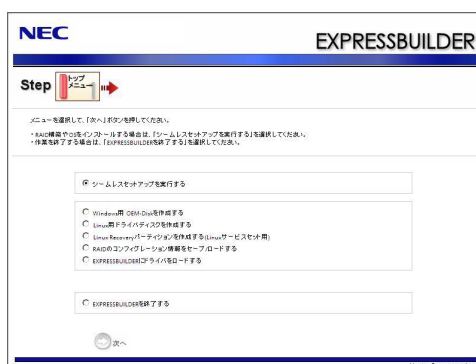 NEC
EXPRESSBUILDER
Step トップ
メニュー
メニューを選択して、「次へ」ボタンを押してください。
・RAID構築やOSをインストールする場合は、「シームレスセットアップを実行する」を選択してください。
・作業を終了する場合は、「EXPRESSBUILDERを終了する」を選択してください。
シームレスセットアップを実行する
Windows用 OEM-Diskを作成する
Linux用ドライバディスクを作成する
Linux Recoveryパーティションを作成する(Linuxサービスセット用)
RAIDのコンフィグレーション情報をセーブ/ロードする
EXPRESSBUILDERにドライバをロードする
EXPRESSBUILDERを終了する
次へ